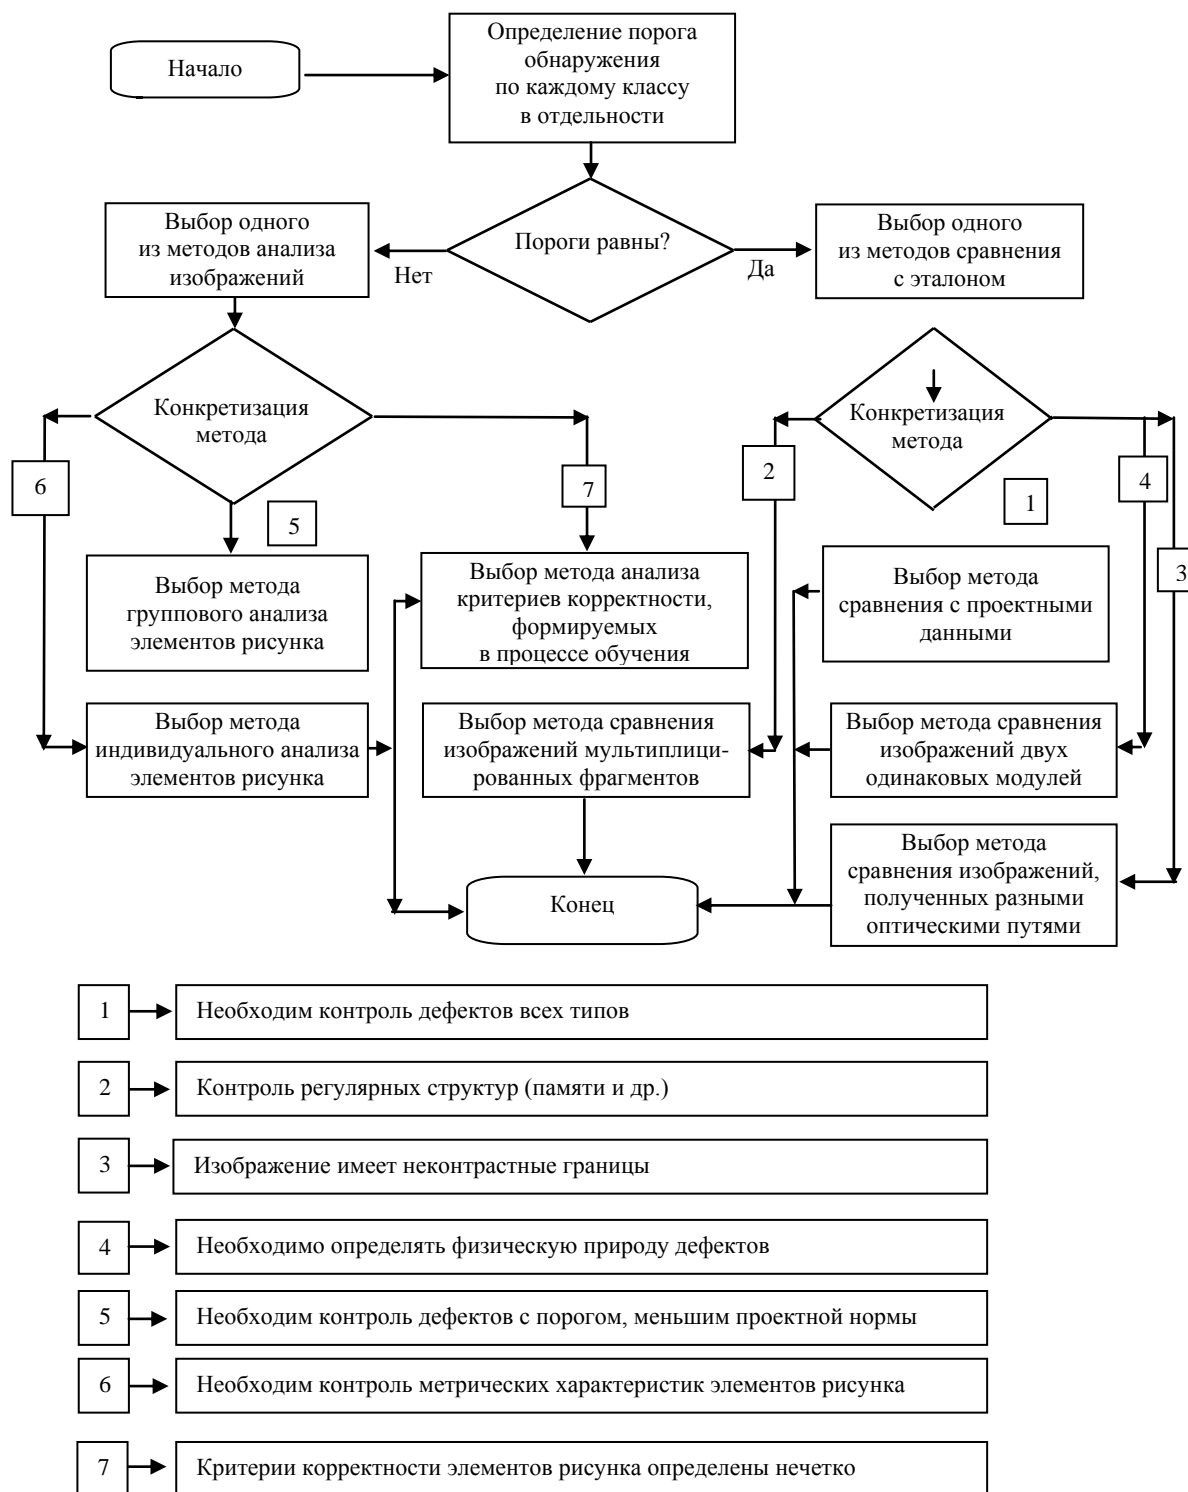 Начало
Определение порога
обнаружения
по каждому классу
в отдельности
Пороги равны?
Нет
Да
Выбор одного
из методов анализа
изображений
Выбор одного
из методов сравнения
с эталоном
Конкретизация
метода
Конкретизация
метода
6
5
7
2
1
4
3
Выбор метода
группового анализа
элементов рисунка
Выбор метода анализа
критериев корректности,
формируемых
в процессе обучения
Выбор метода
сравнения с проектными
данными
Выбор метода
индивидуального анализа
элементов рисунка
Выбор метода сравнения
изображений мультиплици-
рованных фрагментов
Выбор метода сравнения
изображений двух
одинаковых модулей
Выбор метода
сравнения изображений,
полученных разными
оптическими путями
Конец
1 Необходим контроль дефектов всех типов
2 Контроль регулярных структур (памяти и др.)
3 Изображение имеет неконтрастные границы
4 Необходимо определять физическую природу дефектов
5 Необходим контроль дефектов с порогом, меньшим проектной нормы
6 Необходим контроль метрических характеристик элементов рисунка
7 Критерии корректности элементов рисунка определены нечетко